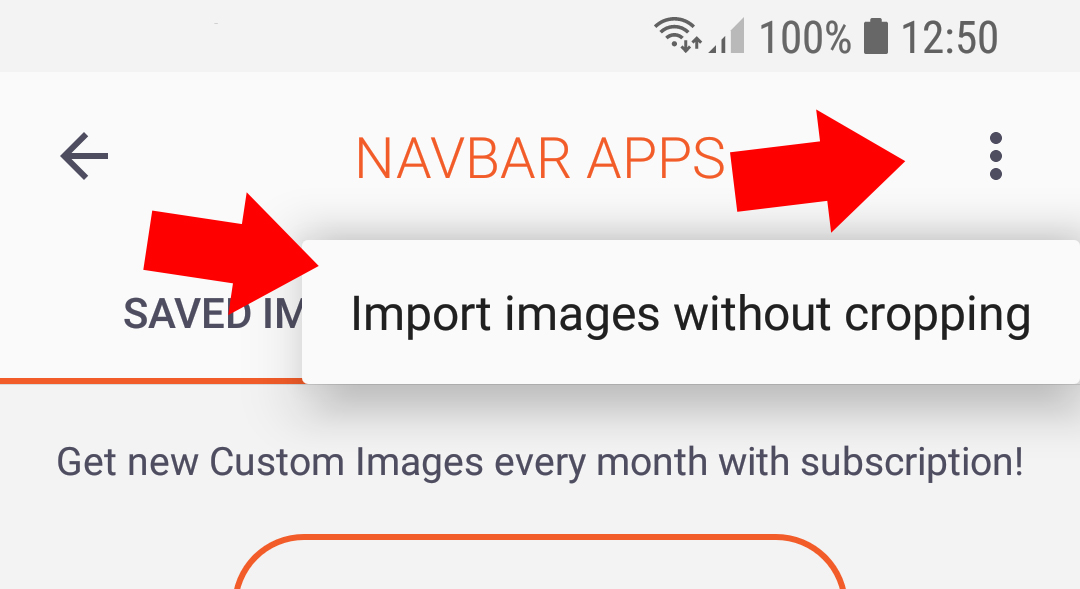 100% 12:50
NAVBAR APPS
Import images without cropping
SAVED IM
Get new Custom Images every month with subscription!